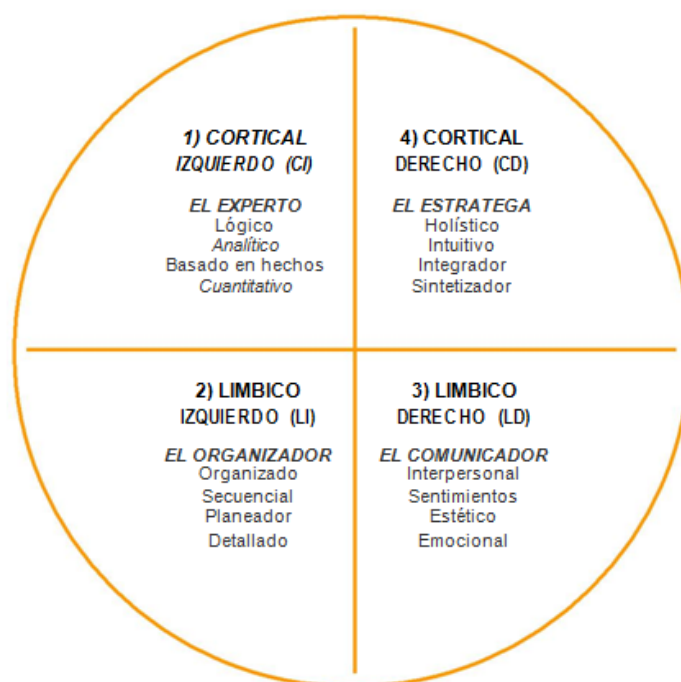 1) CORTICAL
IZQUIERDO (CI)
EL EXPERTO
Lógico
Analítico
Basado en hechos
Cuantitativo
4) CORTICAL
DERECHO (CD)
EL ESTRATEGA
Holístico
Intuitivo
Integrador
Sintetizador
2) LIMBICO
IZQUIERDO (LI)
EL ORGANIZADOR
Organizado
Secuencial
Planeador
Detallado
3) LIMBICO
DERECHO (LD)
EL COMUNICADOR
Interpersonal
Sentimientos
Estético
Emocional